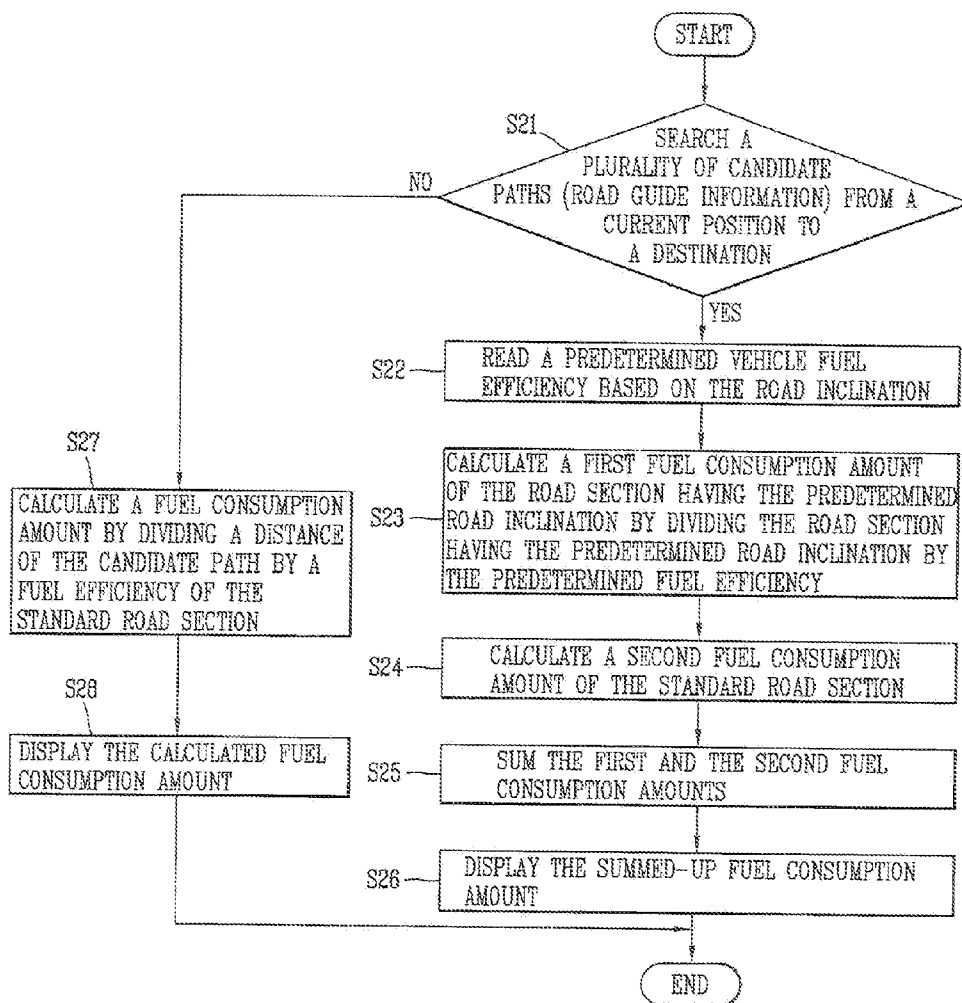 START
S21
SEARCH A
PLURALITY OF CANDIDATE
PATHS (ROAD GUIDE INFORMATION) FROM A
CURRENT POSITION TO
A DESTINATION
NO
YES
S22
READ A PREDETERMINED VEHICLE FUEL
EFFICIENCY BASED ON THE ROAD INCLINATION
S23
CALCULATE A FIRST FUEL CONSUMPTION AMOUNT
OF THE ROAD SECTION HAVING THE PREDETERMINED
ROAD INCLINATION BY DIVIDING THE ROAD SECTION
HAVING THE PREDETERMINED ROAD INCLINATION BY
THE PREDETERMINED FUEL EFFICIENCY
S24
CALCULATE A SECOND FUEL CONSUMPTION
AMOUNT OF THE STANDARD ROAD SECTION
S25
SUM THE FIRST AND THE SECOND FUEL
CONSUMPTION AMOUNTS
S26
DISPLAY THE SUMMED-UP FUEL CONSUMPTION
AMOUNT
S27
CALCULATE A FUEL CONSUMPTION
AMOUNT BY DIVIDING A DISTANCE
OF THE CANDIDATE PATH BY A
FUEL EFFICIENCY OF THE
STANDARD ROAD SECTION
S28
DISPLAY THE CALCULATED FUEL
CONSUMPTION AMOUNT
END